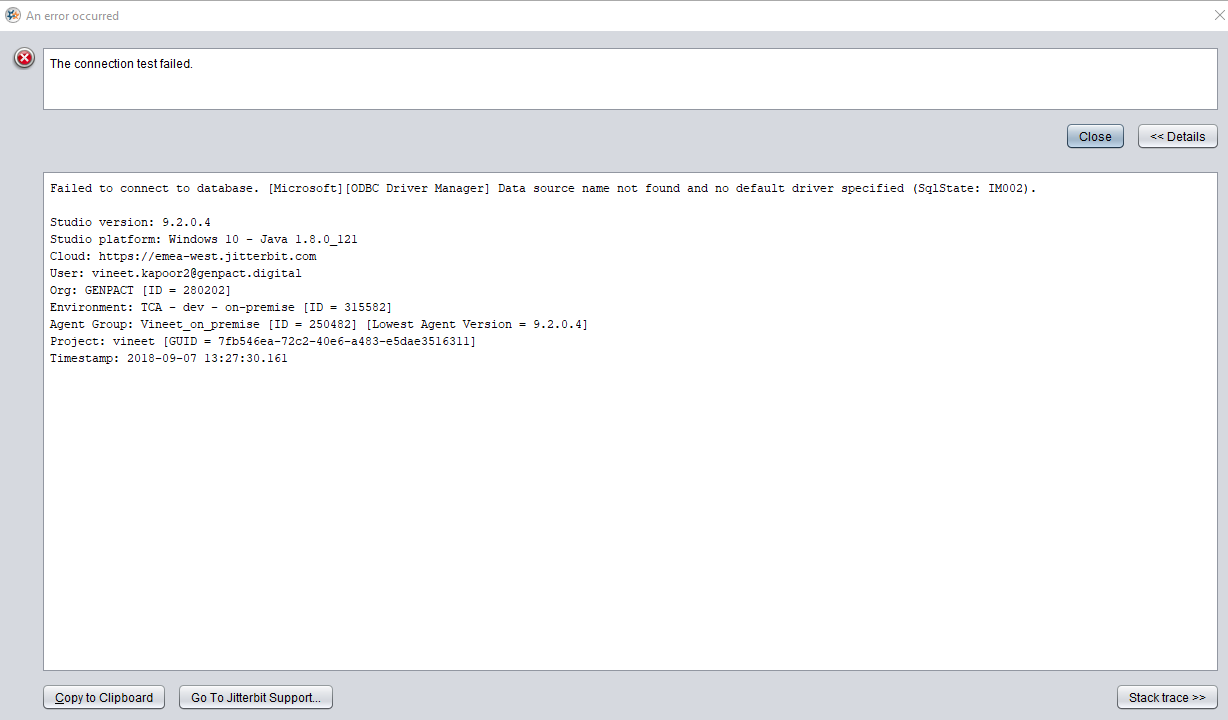 An error occurred
The connection test failed.
Close
<< Details
Failed to connect to database. [Microsoft][ODBC Driver Manager] Data source name not found and no default driver specified (SqlState: IM002).
Studio version: 9.2.0.4
Studio platform: Windows 10 - Java 1.8.0_121
Cloud: https://emea-west.jitterbit.com
User: vineet.kapoor2@genpact.digital
Org: GENPACT [ID = 280202]
Environment: TCA - dev - on-premise [ID = 315582]
Agent Group: Vineet_on_premise [ID = 250482] [Lowest Agent Version = 9.2.0.4]
Project: vineet [GUID = 7fb546ea-72c2-40e6-a483-e5dae3516311]
Timestamp: 2018-09-07 13:27:30.161
Copy to Clipboard
Go To Jitterbit Support...
Stack trace >>